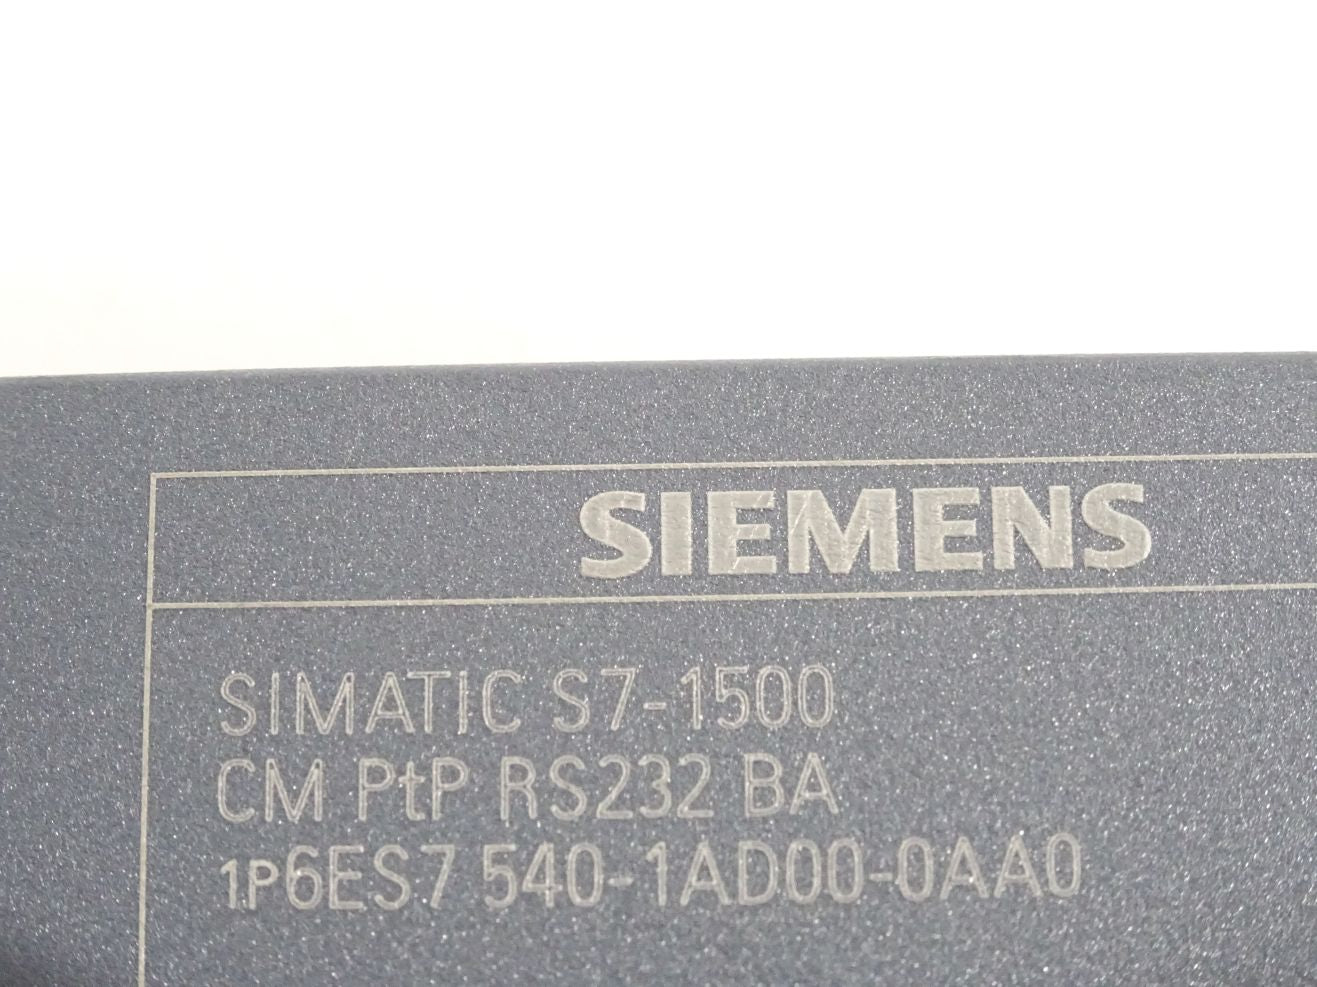 SIEMENS
SIMATIC S7-1500
CM PtP RS232 BA
1P6ES7 540-1AD00-0AA0